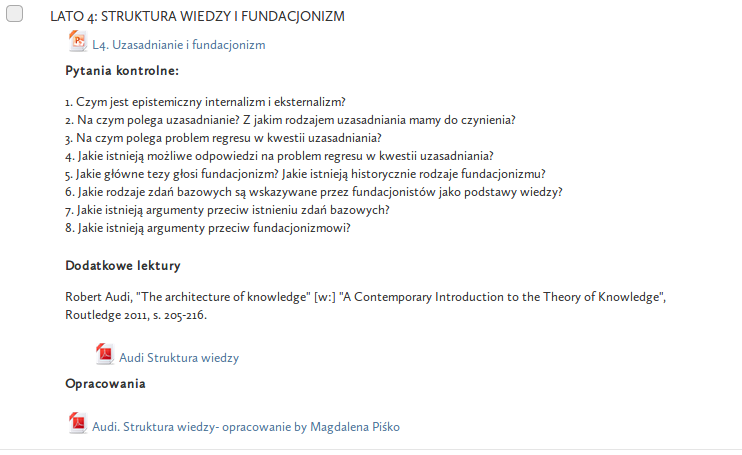 LATO 4: STRUKTURA WIEDZY I FUNDACJONIZM
L4. Uzasadnianie i fundacjonizm
Pytania kontrolne:
1. Czym jest epistemiczny internalizm i eksternalizm?
2. Na czym polega uzasadnianie? Z jakim rodzajem uzasadniania mamy do czynienia?
3. Na czym polega problem regresu w kwestii uzasadniania?
4. Jakie istnieją możliwe odpowiedzi na problem regresu w kwestii uzasadniania?
5. Jakie główne tezy głosi fundacjonizm? Jakie istnieją historycznie rodzaje fundacjonizmu?
6. Jakie rodzaje zdań bazowych są wskazywane przez fundacjonistów jako podstawy wiedzy?
7. Jakie istnieją argumenty przeciw istnieniu zdań bazowych?
8. Jakie istnieją argumenty przeciw fundacjonizmowi?
Dodatkowe lektury
Robert Audi, "The architecture of knowledge" [w:] "A Contemporary Introduction to the Theory of Knowledge",
Routledge 2011, s. 205-216.
Audi Struktura wiedzy
Opracowania
Audi. Struktura wiedzy- opracowanie by Magdalena Piśko